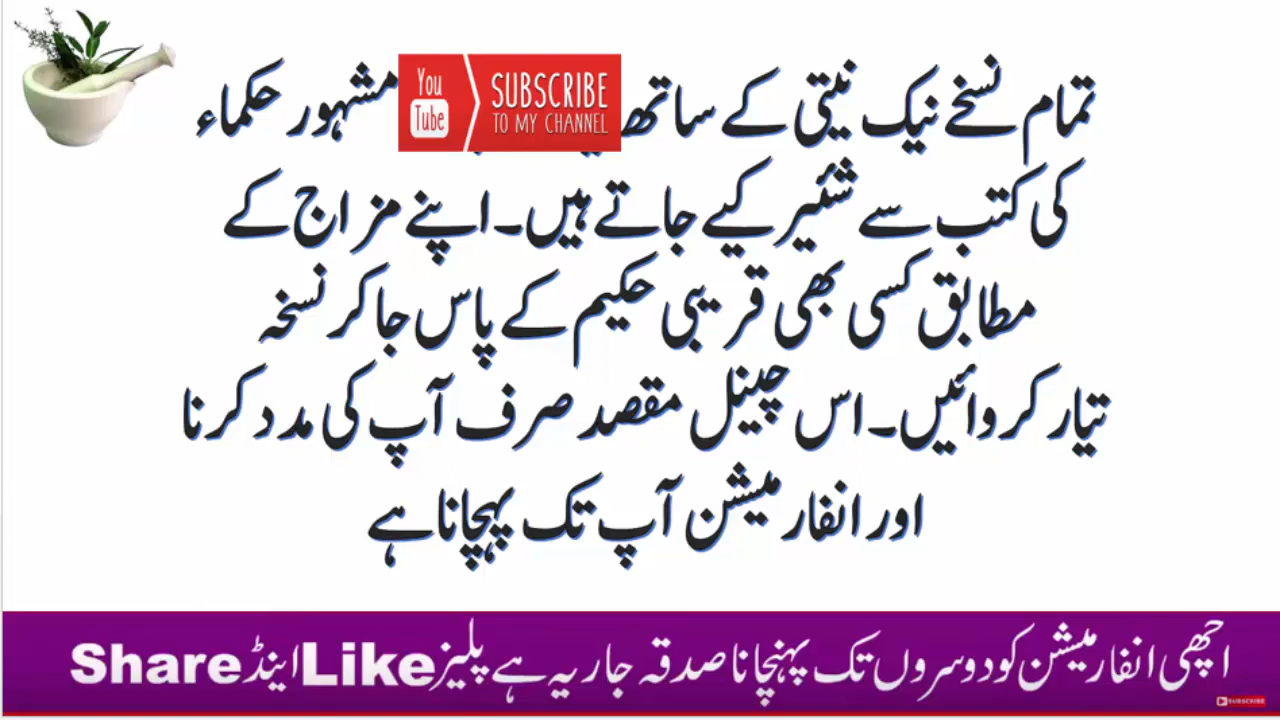 تمام نسخے نیک نیتی کے ساتھ مشہور حکماء
You Tube SUBSCRIBE TO MY CHANNEL
کی کتب سے شئیر کیے جاتے ہیں۔ اپنے مزاج کے
مطابق کسی بھی قریبی حکیم کے پاس جا کر نسخہ
تیار کروائیں۔ اس چینل مقصد صرف آپ کی مدد کرنا
اور انفارمیشن آپ تک پہچانا ہے
اچھی انفارمیشن کو دوسروں تک پہنچانا صدقہ جاریہ ہے پلیز Like اینڈ Share
SUBSCRIBE